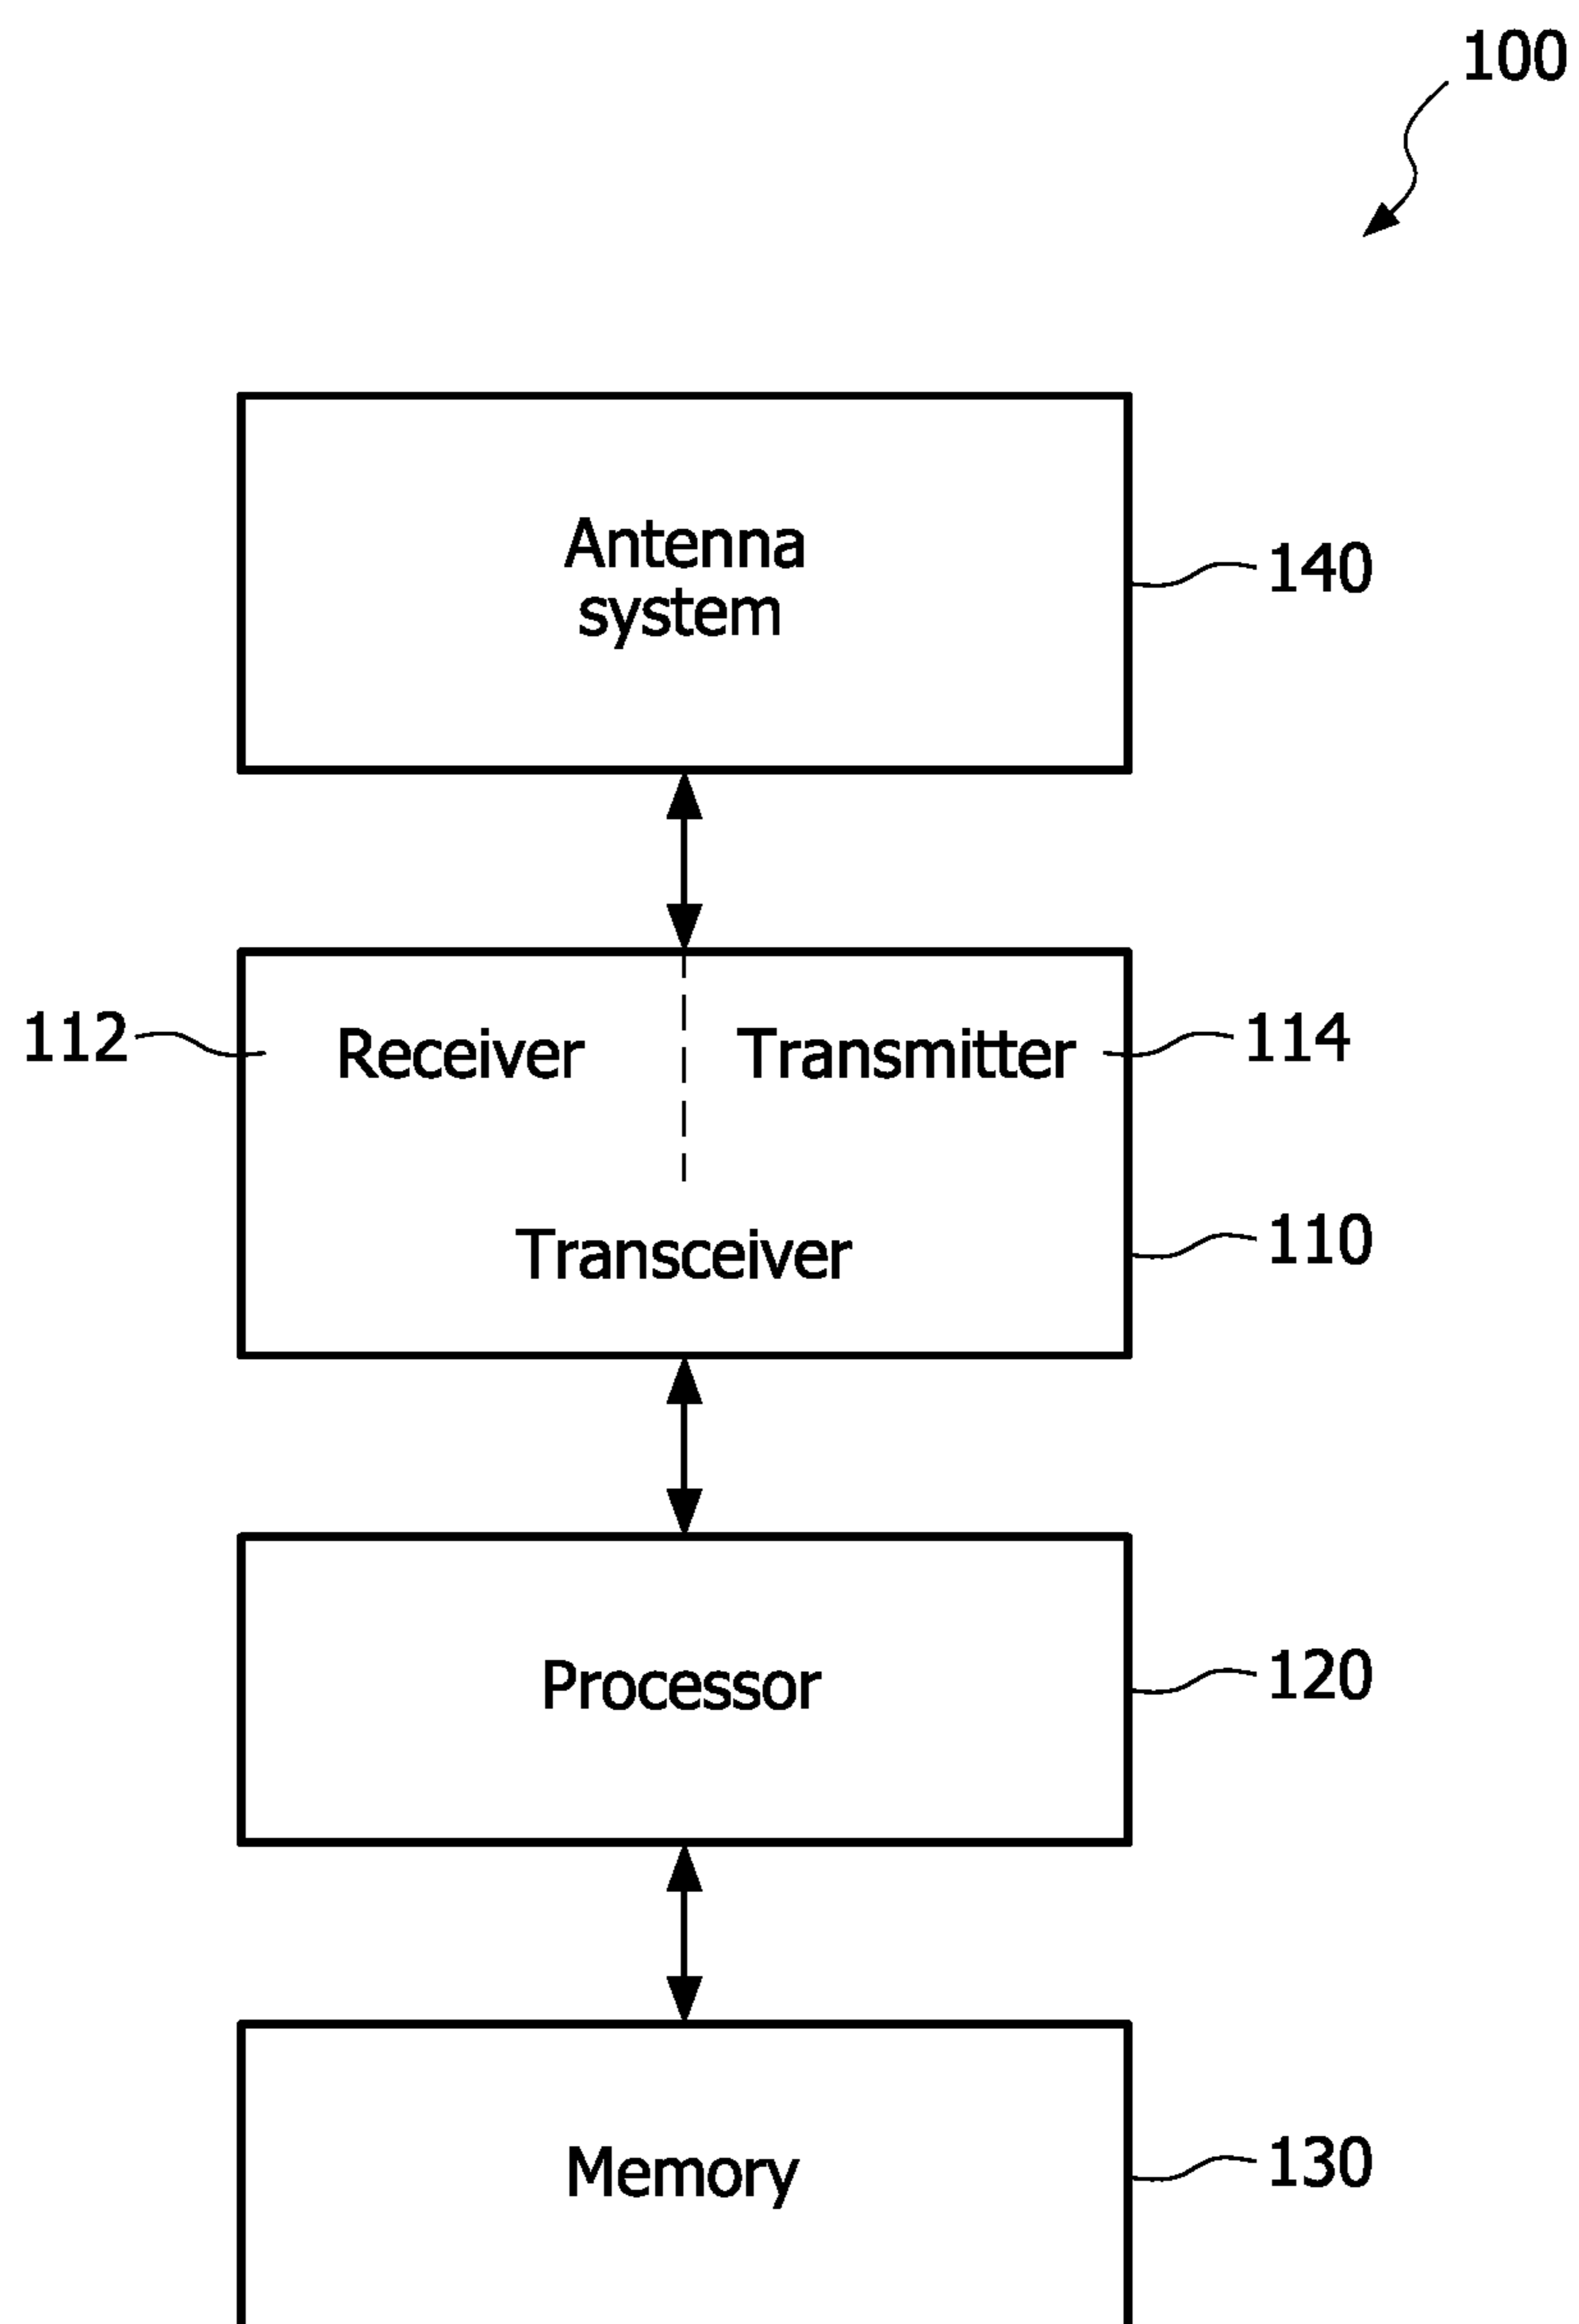 100
Antenna
system
140
112
Receiver
Transmitter
114
Transceiver
110
Processor
120
Memory
130